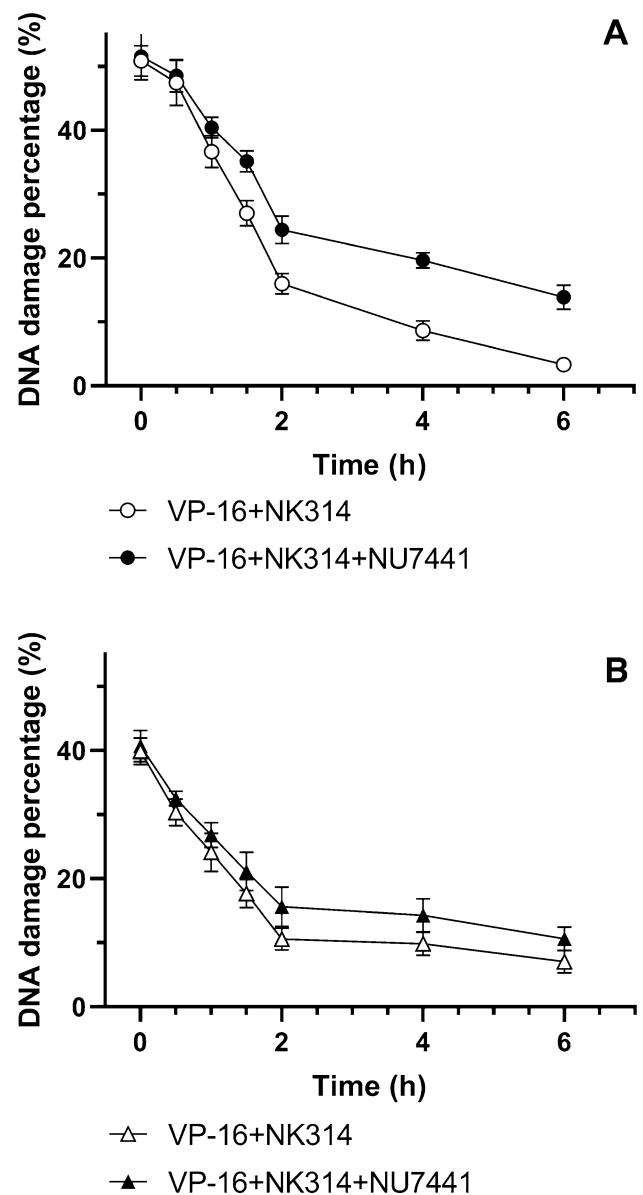 A
DNA damage percentage (%)
40
20
0
0 2 4 6
Time (h)
VP-16+NK314
VP-16+NK314+NU7441
B
DNA damage percentage (%)
40
20
0
0 2 4 6
Time (h)
VP-16+NK314
VP-16+NK314+NU7441